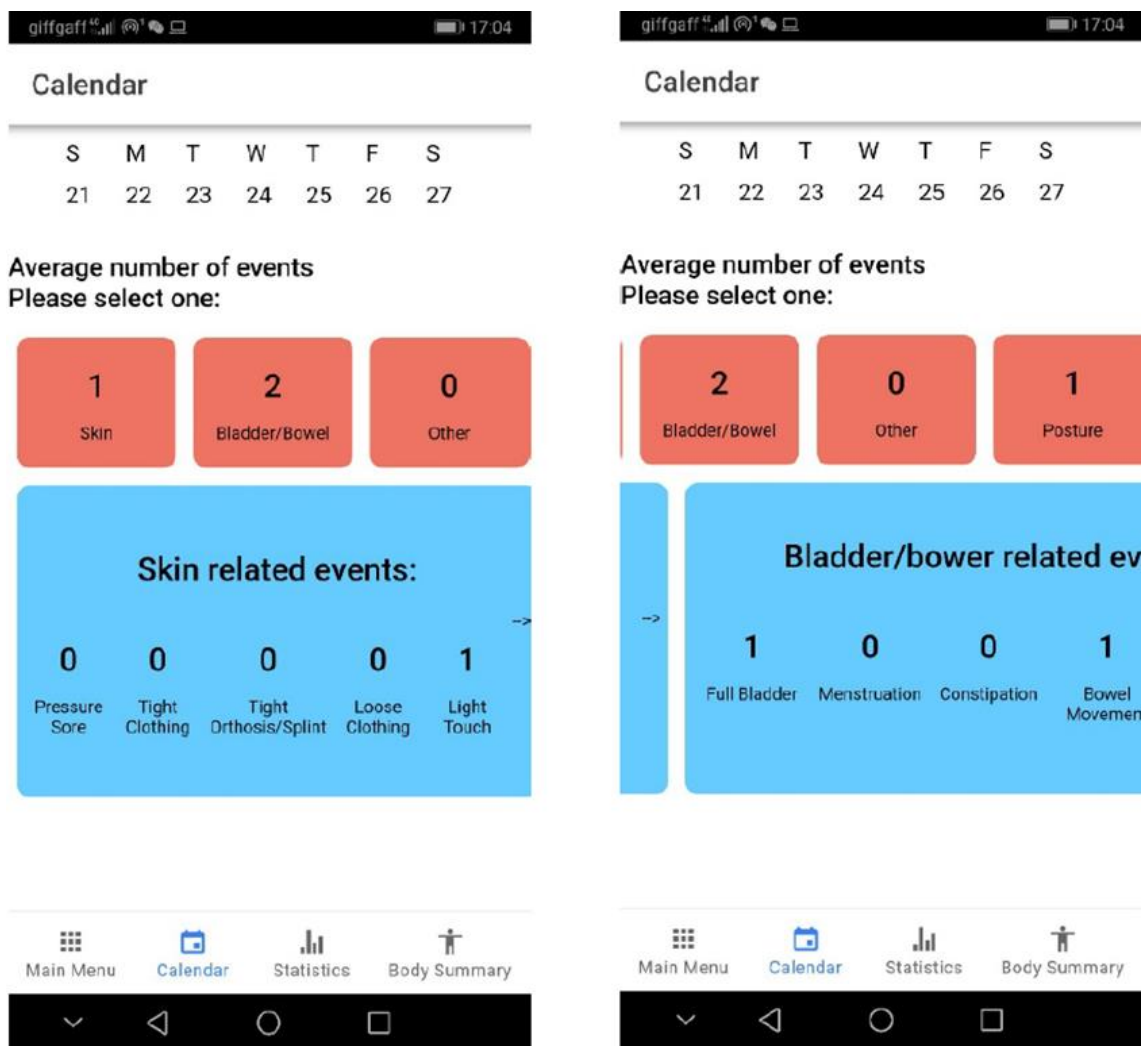 giffgaff 4G 17:04
Calendar
S M T W T F S
21 22 23 24 25 26 27
Average number of events
Please select one:
1 2 0
Skin Bladder/Bowel Other
Skin related events:
-->
0 0 0 0 1
Pressure Tight Tight Loose Light
Sore Clothing Orthosis/Splint Clothing Touch
Main Menu Calendar Statistics Body Summary
giffgaff 4G 17:04
Calendar
S M T W T F S
21 22 23 24 25 26 27
Average number of events
Please select one:
2 0 1
Bladder/Bowel Other Posture
Bladder/bower related ev
-->
1 0 0 1
Full Bladder Menstruation Constipation Bowel
Movemen
Main Menu Calendar Statistics Body Summary